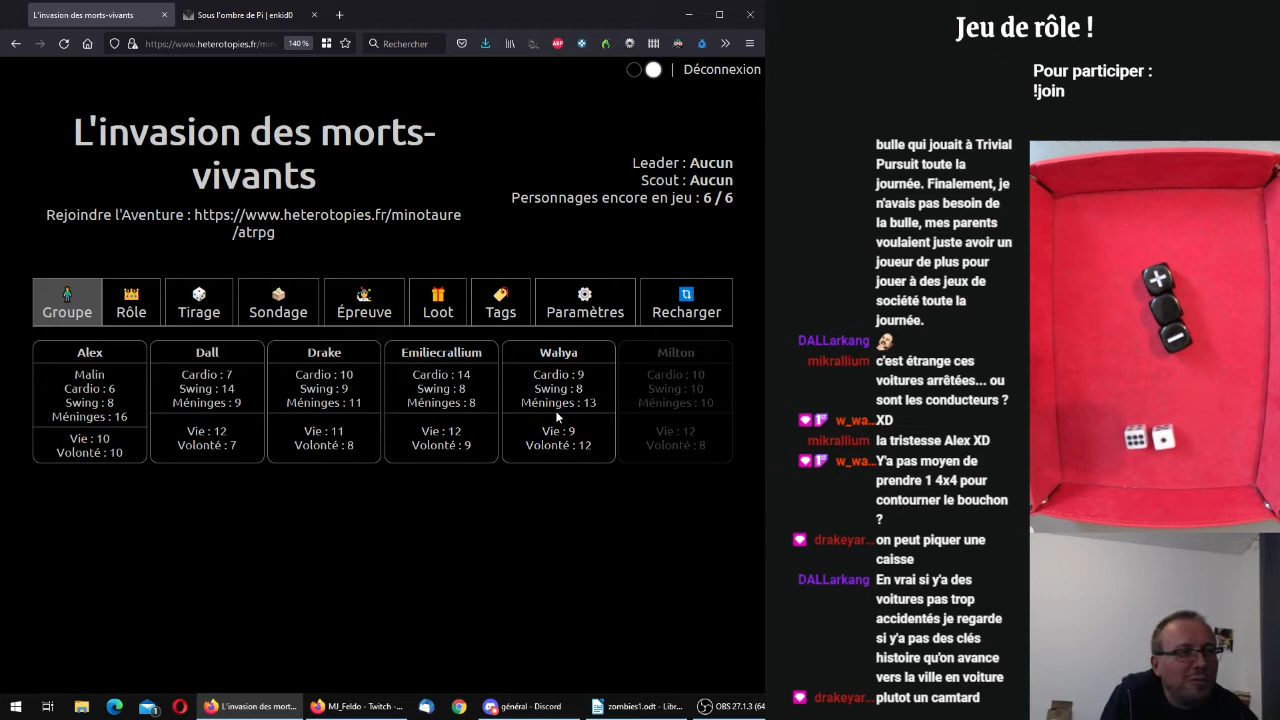 L'invasion des morts-vivants
Sous l'ombre de Pi | enkid0
https://www.heterotopies.fr/min
140 %
Rechercher
ABP
Déconnexion
L'invasion des morts-
vivants
Rejoindre l'Aventure : https://www.heterotopies.fr/minotaure
/atrpg
Leader : Aucun
Scout : Aucun
Personnages encore en jeu : 6 / 6
Groupe
Rôle
Tirage
Sondage
Épreuve
Loot
Tags
Paramètres
Recharger
Alex
Malin
Cardio : 6
Swing : 8
Méninges : 16
Vie : 10
Volonté : 10
Dall
Cardio : 7
Swing : 14
Méninges : 9
Vie : 12
Volonté : 7
Drake
Cardio : 10
Swing : 9
Méninges : 11
Vie : 11
Volonté : 8
Emiliecrallium
Cardio : 14
Swing : 8
Méninges : 8
Vie : 12
Volonté : 9
Wahya
Cardio : 9
Swing : 8
Méninges : 13
Vie : 9
Volonté : 12
Milton
Cardio : 10
Swing : 10
Méninges : 10
Vie : 12
Volonté : 8
L'invasion des mort...
MJ_Feldo - Twitch -...
général - Discord
zombies1.odt - Libr...
OBS 27.1.3 (64
Jeu de rôle !
Pour participer :
!join
bulle qui jouait à Trivial
Pursuit toute la
journée. Finalement, je
n'avais pas besoin de
la bulle, mes parents
voulaient juste avoir un
joueur de plus pour
jouer à des jeux de
société toute la
journée.
DALLarkang
mikrallium c'est étrange ces
voitures arrêtées... ou
sont les conducteurs ?
w_wa... XD
mikrallium la tristesse Alex XD
w_wa... Y'a pas moyen de
prendre 1 4x4 pour
contourner le bouchon
?
drakeyar... on peut piquer une
caisse
DALLarkang En vrai si y'a des
voitures pas trop
accidentés je regarde
si y'a pas des clés
histoire qu'on avance
vers la ville en voiture
drakeyar... plutot un camtard